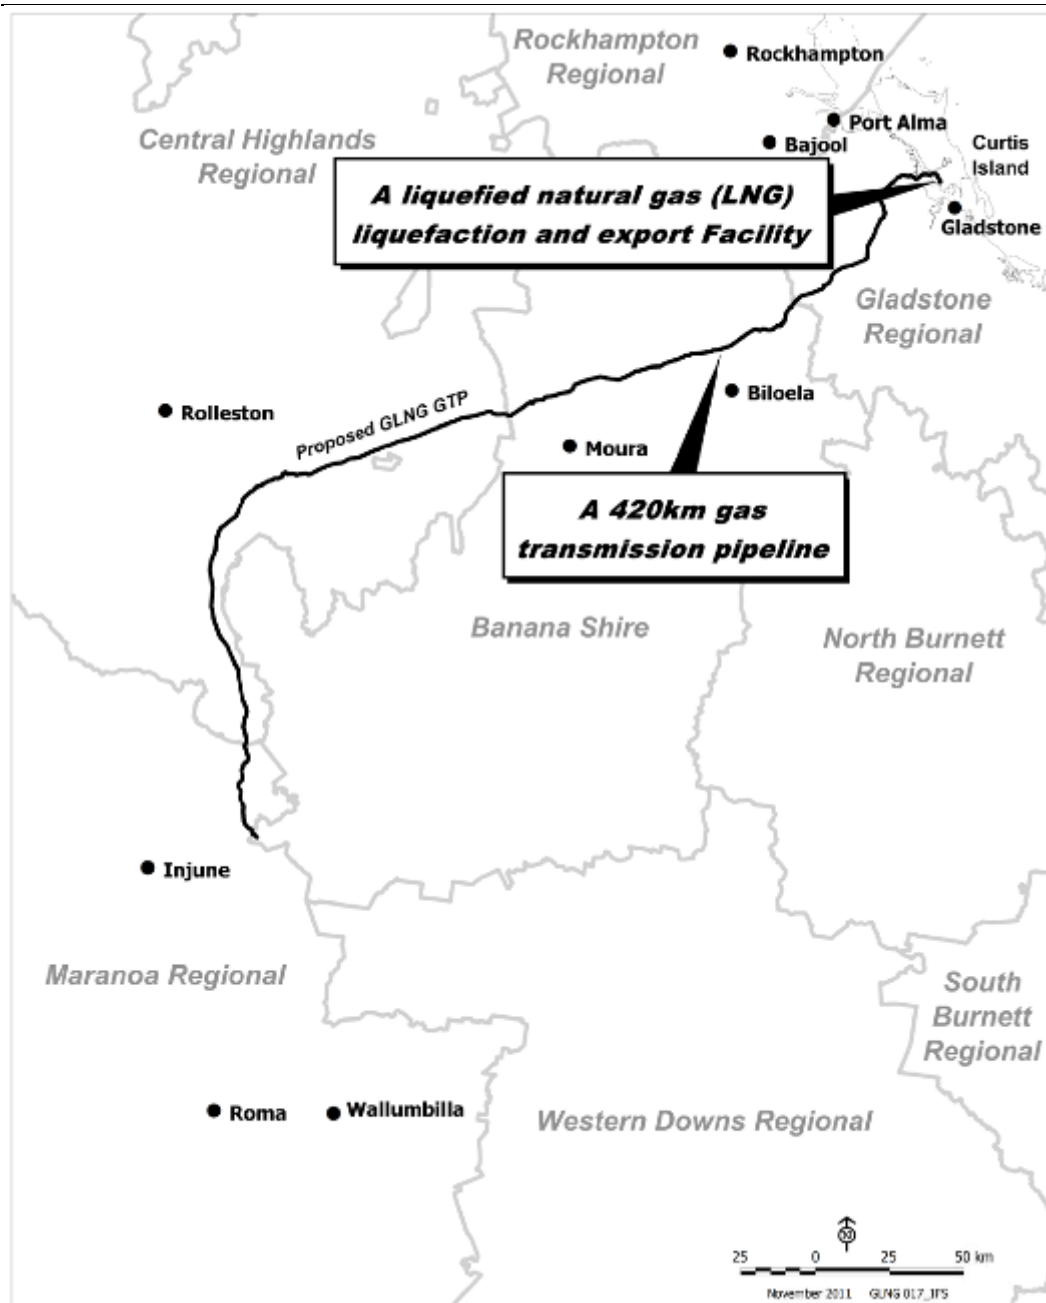 Rockhampton
Regional
Rockhampton
Central Highlands
Regional
Port Alma
Bajool
Curtis
Island
A liquefied natural gas (LNG)
liquefaction and export Facility
Gladstone
Gladstone
Regional
Rolleston
Proposed GLNG GTP
Biloela
Moura
A 420km gas
transmission pipeline
Banana Shire
North Burnett
Regional
Injune
Maranoa Regional
South
Burnett
Regional
Roma
Wallumbilla
Western Downs Regional
25 0 25 50 km
November 2011 GLNG 017_IFS